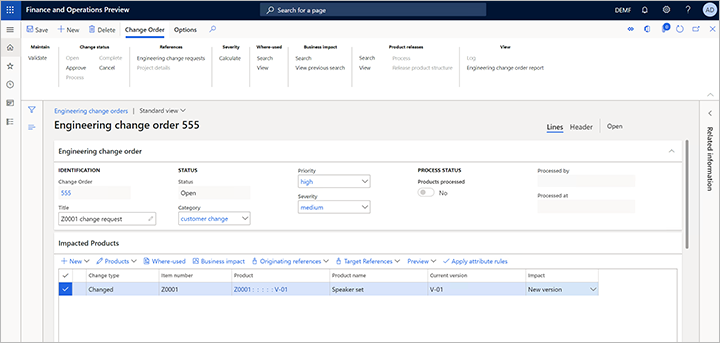 Finance and Operations Preview
Search for a page
DEMF
?
AD
Save
New
Delete
Change Order
Options
Maintain
Change status
References
Severity
Where-used
Business impact
Product releases
View
Validate
Open
Complete
Engineering change requests
Calculate
Search
Search
Search
Process
Log
Approve
Cancel
Project details
View
View previous search
View
Release product structure
Engineering change order report
Process
Engineering change orders | Standard view
Engineering change order 555
Lines
Header
Open
Related information
Engineering change order
IDENTIFICATION
STATUS
Priority
PROCESS STATUS
Processed by
Change Order
Status
high
Products processed
555
Open
Severity
No
Processed at
Title
Category
medium
Z0001 change request
customer change
Impacted Products
New
Products
Where-used
Business impact
Originating references
Target References
Preview
Apply attribute rules
Change type
Item number
Product
Product name
Current version
Impact
Changed
Z0001
Z0001 : : : : : V-01
Speaker set
V-01
New version